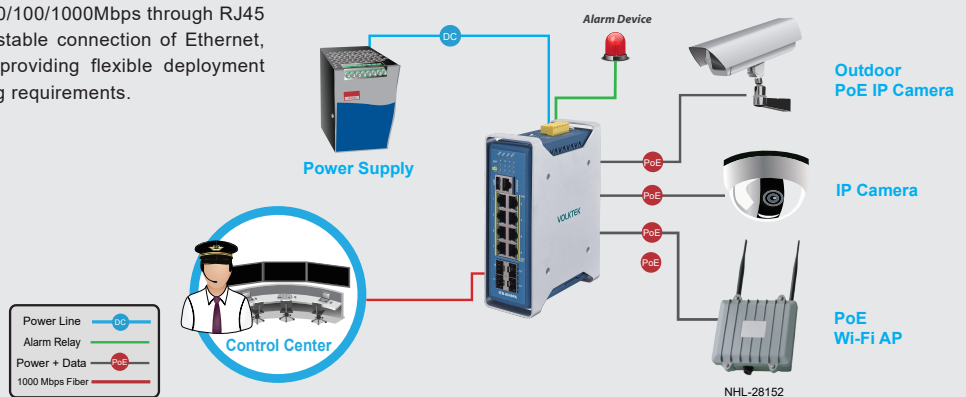 0/100/1000Mbps through RJ45
stable connection of Ethernet,
providing flexible deployment
g requirements.
Alarm Device
DC
Outdoor
PoE IP Camera
Power Supply
PoE
PoE
IP Camera
VOLKTEK
PoE
PoE
PoE
Wi-Fi AP
Control Center
Power Line DC
Alarm Relay
Power + Data PoE
1000 Mbps Fiber
NHL-28152